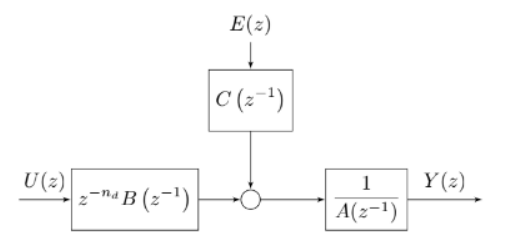 E(z)
C (z⁻¹)
U(z)
z^{-n_d} B (z⁻¹)
1
A(z⁻¹)
Y(z)